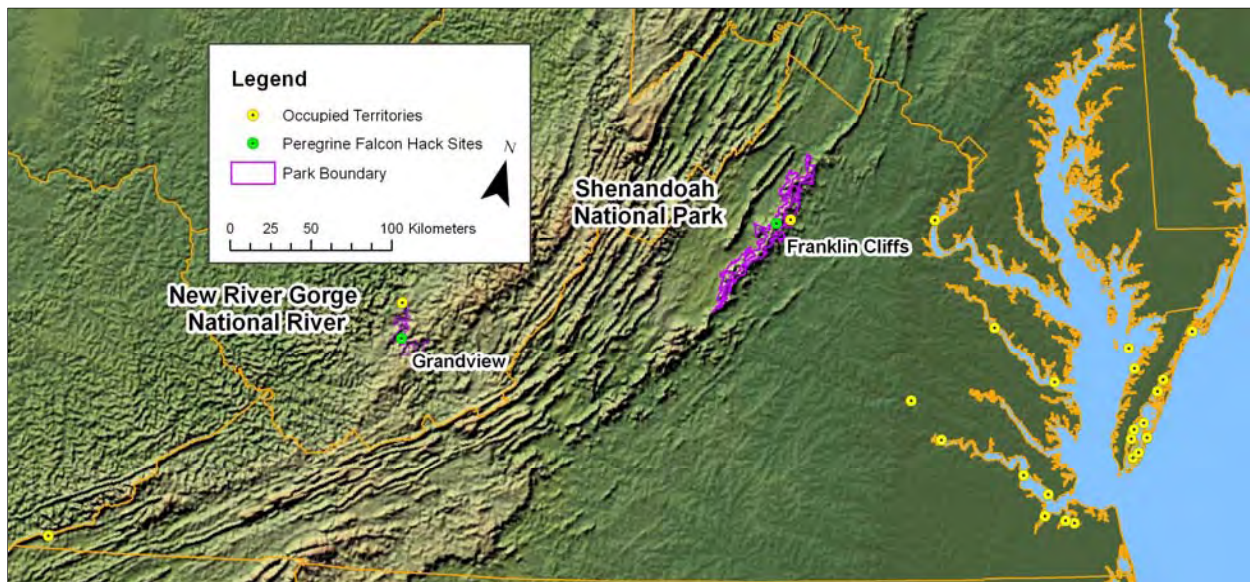 Legend
Occupied Territories
Peregrine Falcon Hack Sites
Park Boundary
N
0 25 50 100 Kilometers
Shenandoah
National Park
Franklin Cliffs
New River Gorge
National River
Grandview